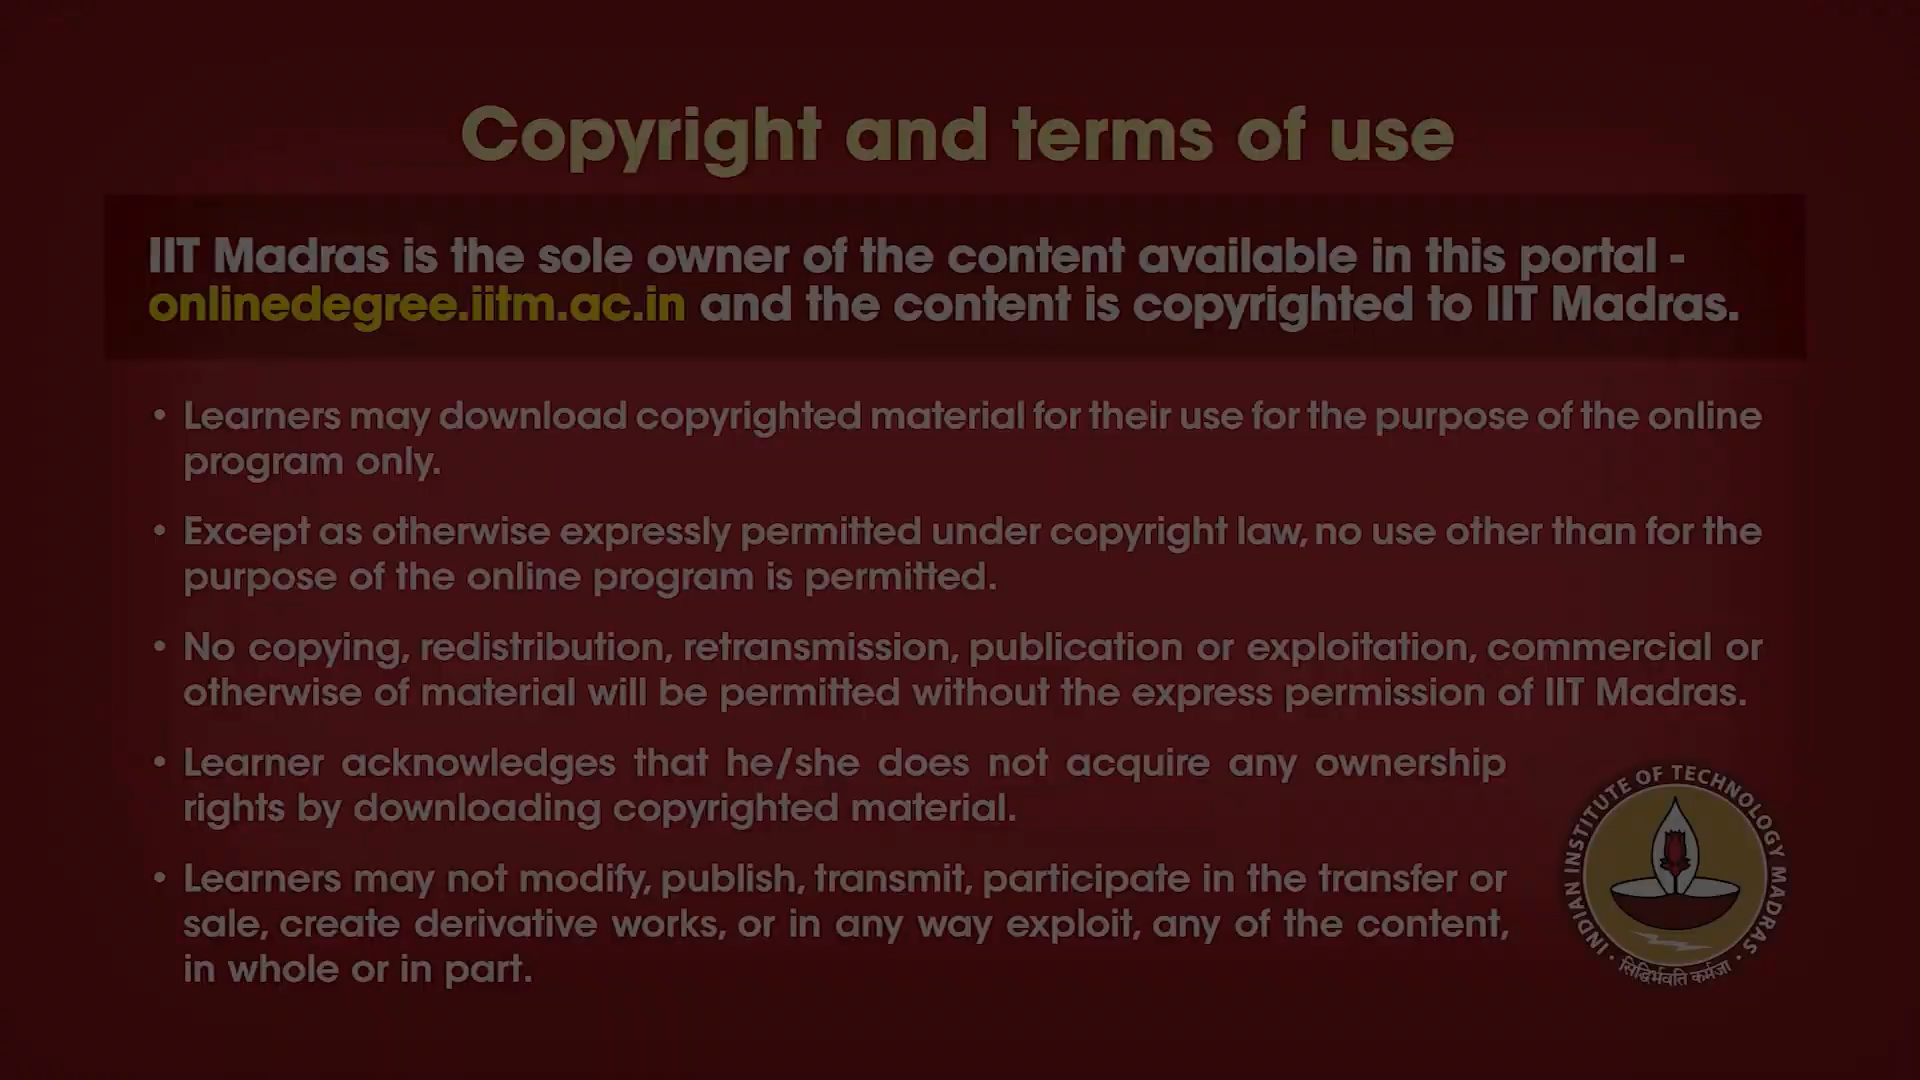 Copyright and terms of use
IIT Madras is the sole owner of the content available in this portal -
onlinedegree.iitm.ac.in and the content is copyrighted to IIT Madras.
• Learners may download copyrighted material for their use for the purpose of the online
program only.
• Except as otherwise expressly permitted under copyright law, no use other than for the
purpose of the online program is permitted.
• No copying, redistribution, retransmission, publication or exploitation, commercial or
otherwise of material will be permitted without the express permission of IIT Madras.
• Learner acknowledges that he/she does not acquire any ownership
rights by downloading copyrighted material.
• Learners may not modify, publish, transmit, participate in the transfer or
sale, create derivative works, or in any way exploit, any of the content,
in whole or in part.
INDIAN INSTITUTE OF TECHNOLOGY MADRAS
सिद्धिर्भवति कर्मजा